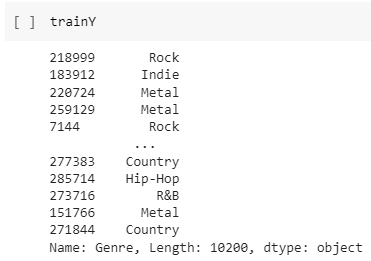 [ ] trainY
218999 Rock
183912 Indie
220724 Metal
259129 Metal
7144 Rock
...
277383 Country
285714 Hip-Hop
273716 R&B
151766 Metal
271844 Country
Name: Genre, Length: 10200, dtype: object